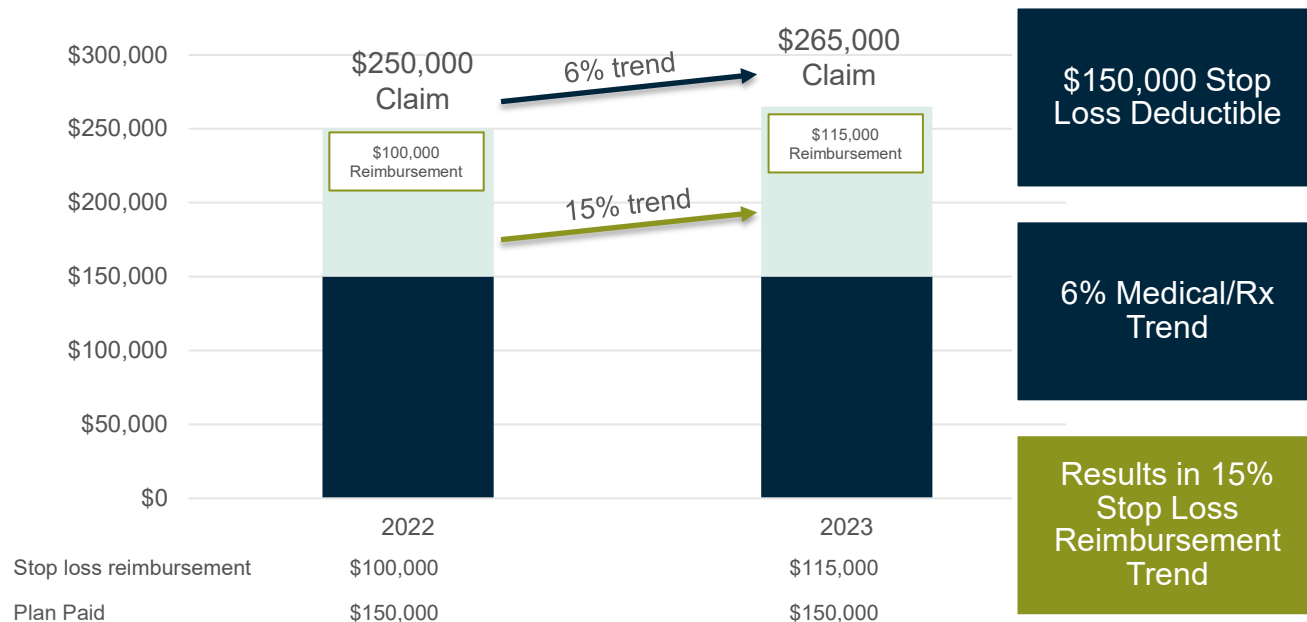 $300,000
$250,000
$200,000
$150,000
$100,000
$50,000
$0
$250,000
Claim
6% trend
$265,000
Claim
$100,000
Reimbursement
$115,000
Reimbursement
15% trend
2022
2023
Stop loss reimbursement $100,000 $115,000
Plan Paid $150,000 $150,000
$150,000 Stop
Loss Deductible
6% Medical/Rx
Trend
Results in 15%
Stop Loss
Reimbursement
Trend